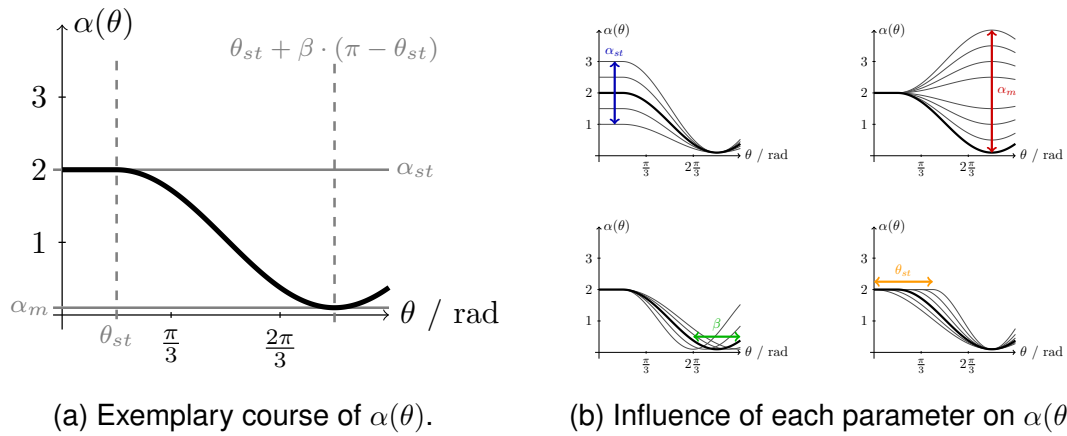 α(θ)
θ_st + β · (π − θ_st)
3
α_st
2
1
α_m
θ / rad
θ_st
π/3
2π/3
(a) Exemplary course of α(θ).
α(θ)
α_st
3
2
1
θ / rad
π/3
2π/3
α(θ)
3
α_m
2
1
θ / rad
π/3
2π/3
α(θ)
3
2
β
1
θ / rad
π/3
2π/3
α(θ)
3
θ_st
2
1
θ / rad
π/3
2π/3
(b) Influence of each parameter on α(θ